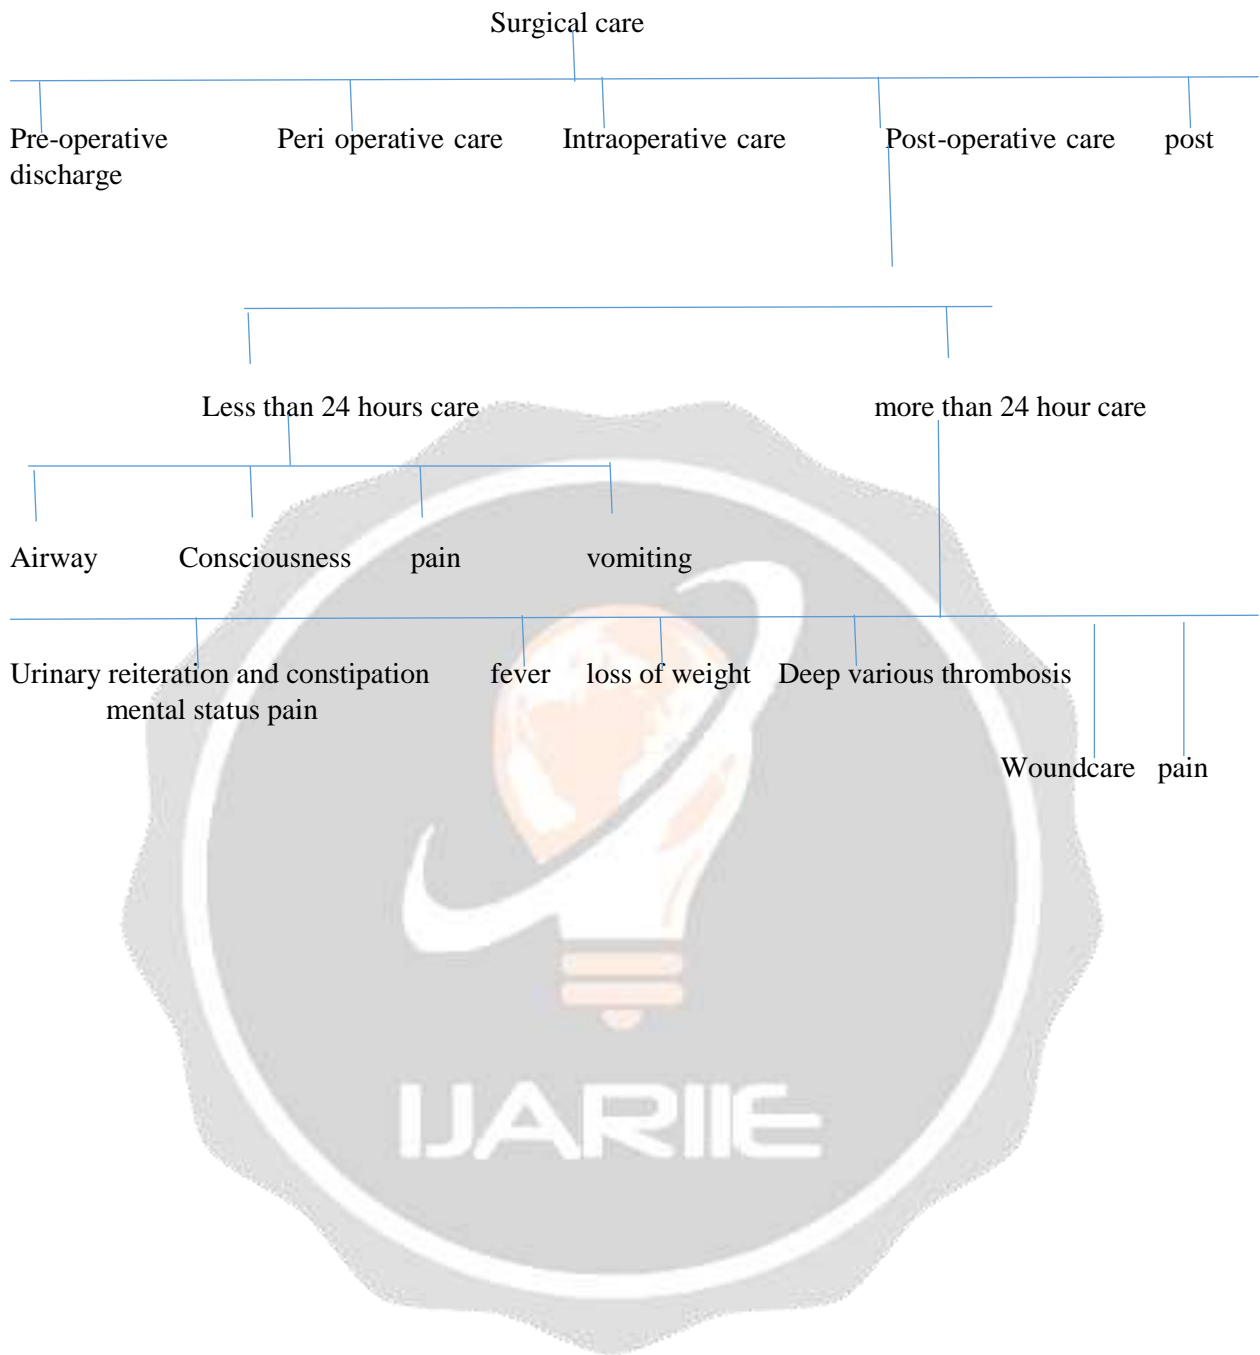 Surgical care
Pre-operative Peri operative care Intraoperative care Post-operative care post
discharge
Less than 24 hours care more than 24 hour care
Airway Consciousness pain vomiting
Urinary reiteration and constipation fever loss of weight Deep various thrombosis
mental status pain
Woundcare pain
IJARIIE